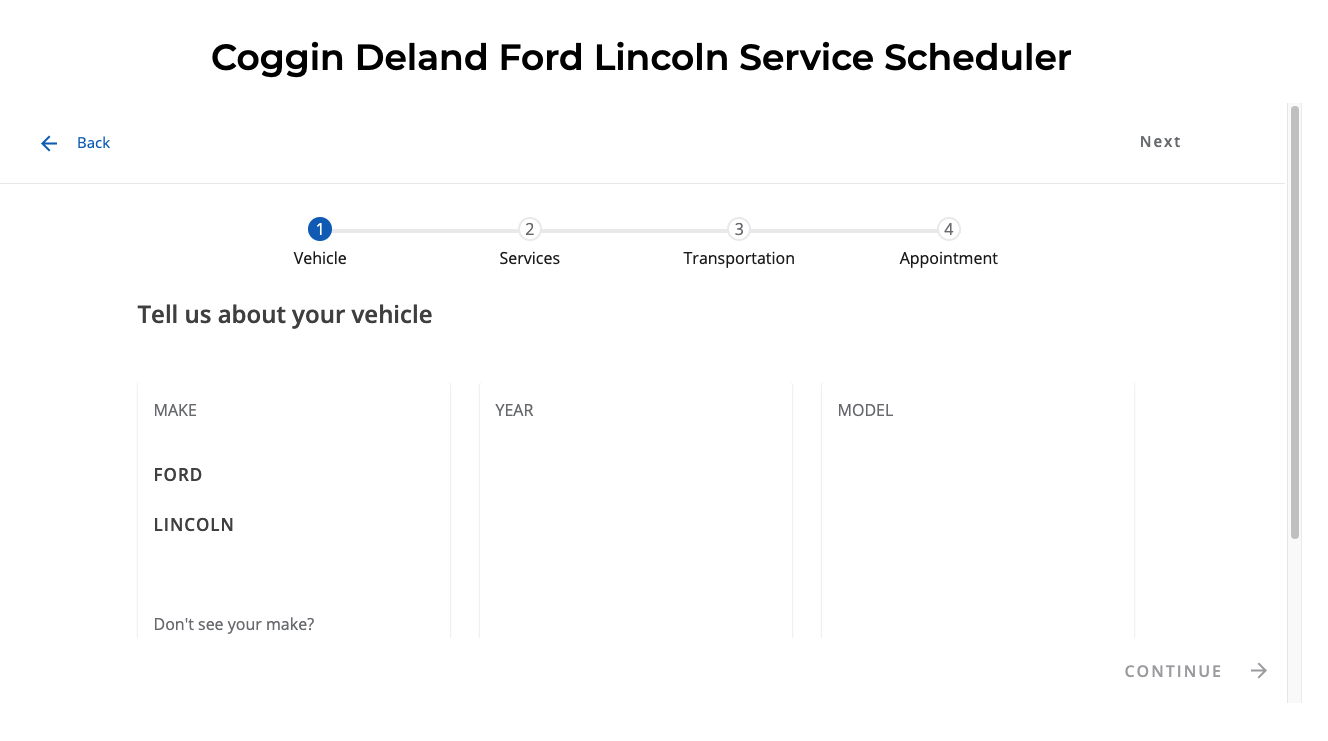 Coggin Deland Ford Lincoln Service Scheduler
Back
Next
1
2
3
4
Vehicle
Services
Transportation
Appointment
Tell us about your vehicle
MAKE
YEAR
MODEL
FORD
LINCOLN
Don't see your make?
CONTINUE